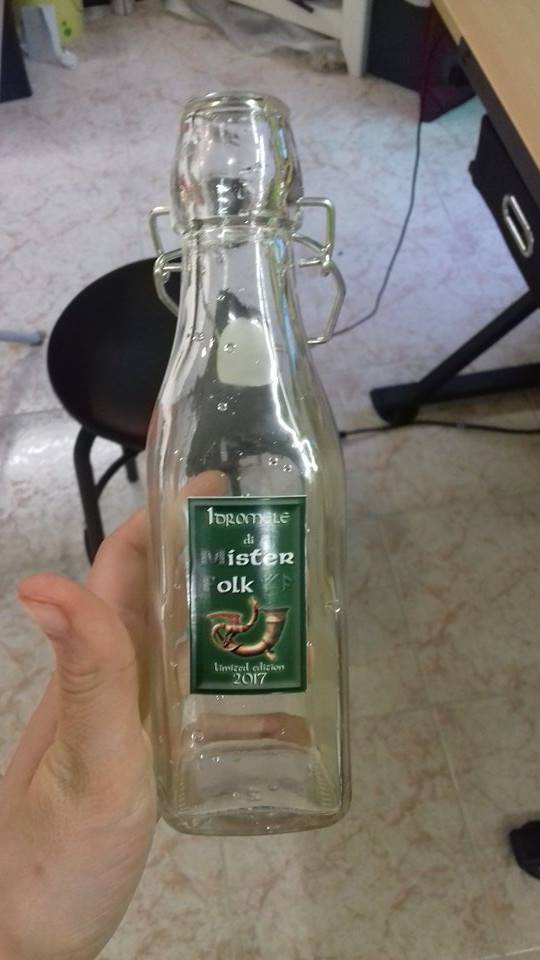 Idromele
di
Mister
Folk
limited edition
2017